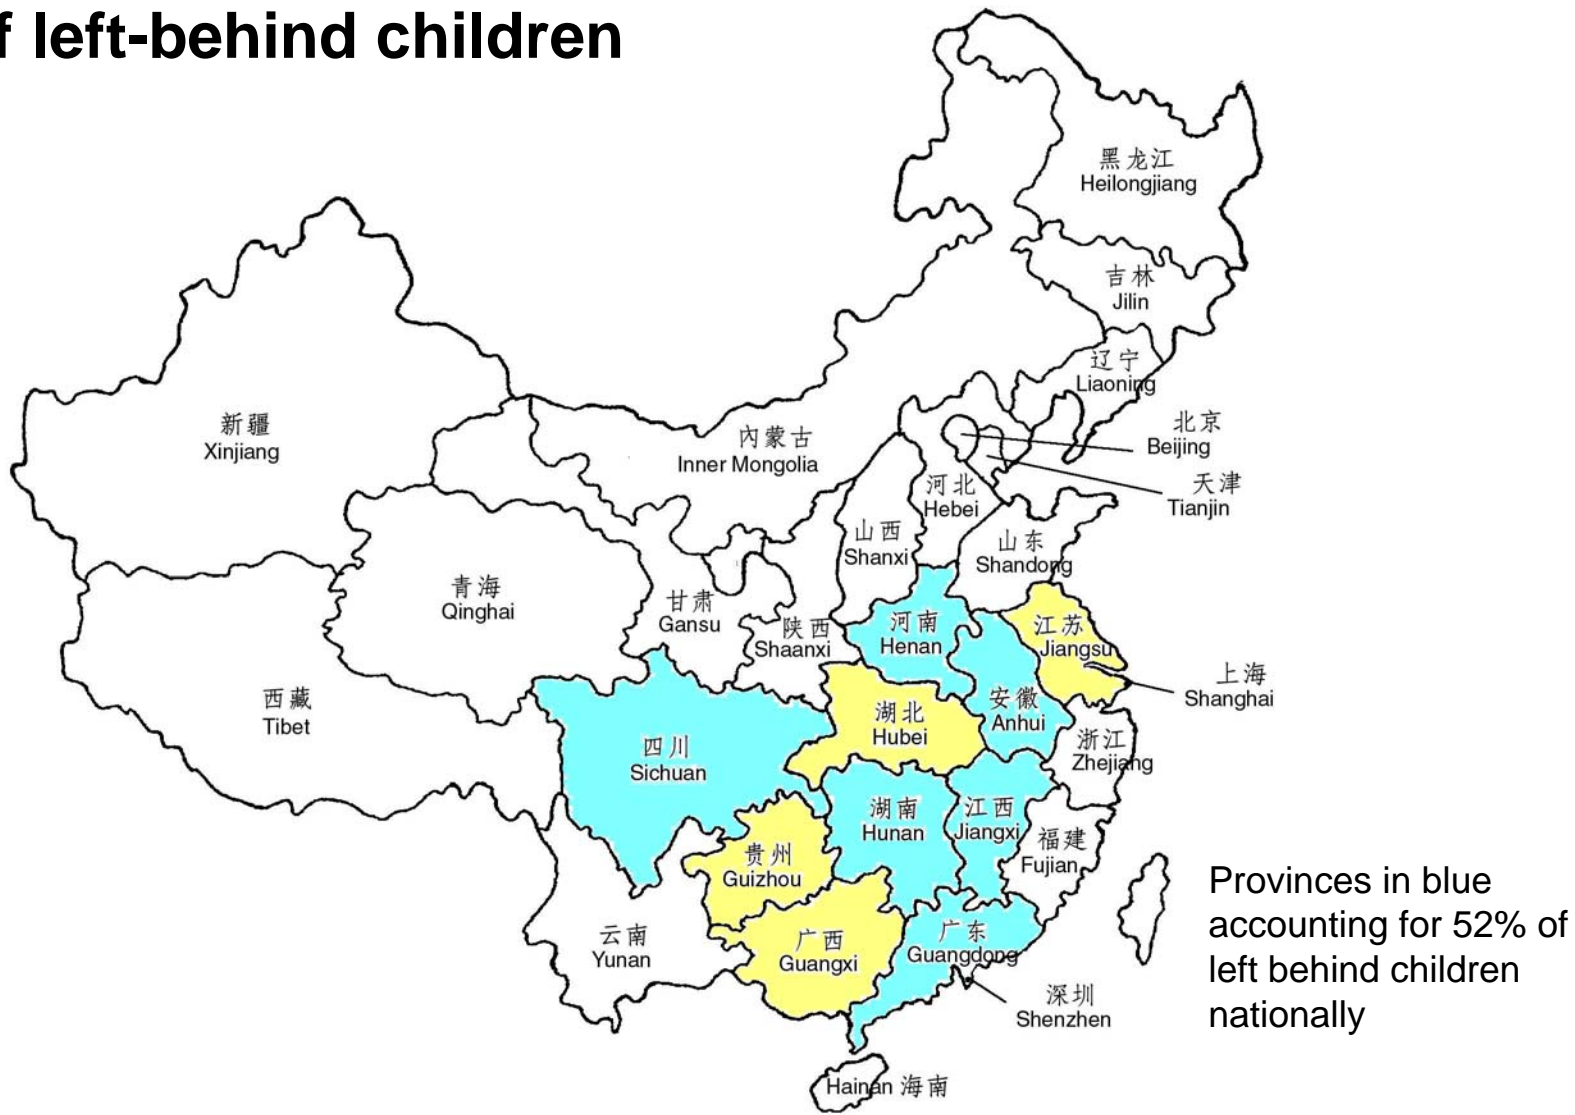 f left-behind children
黑龙江
Heilongjiang
吉林
Jilin
辽宁
Liaoning
北京
Beijing
天津
Tianjin
新疆
Xinjiang
內蒙古
Inner Mongolia
河北
Hebei
山西
Shanxi
山东
Shandong
青海
Qinghai
甘肃
Gansu
陕西
Shaanxi
河南
Henan
江苏
Jiangsu
上海
Shanghai
西藏
Tibet
四川
Sichuan
湖北
Hubei
安徽
Anhui
浙江
Zhejiang
湖南
Hunan
江西
Jiangxi
福建
Fujian
贵州
Guizhou
云南
Yunan
广西
Guangxi
广东
Guangdong
深圳
Shenzhen
Hainan 海南
Provinces in blue
accounting for 52% of
left behind children
nationally